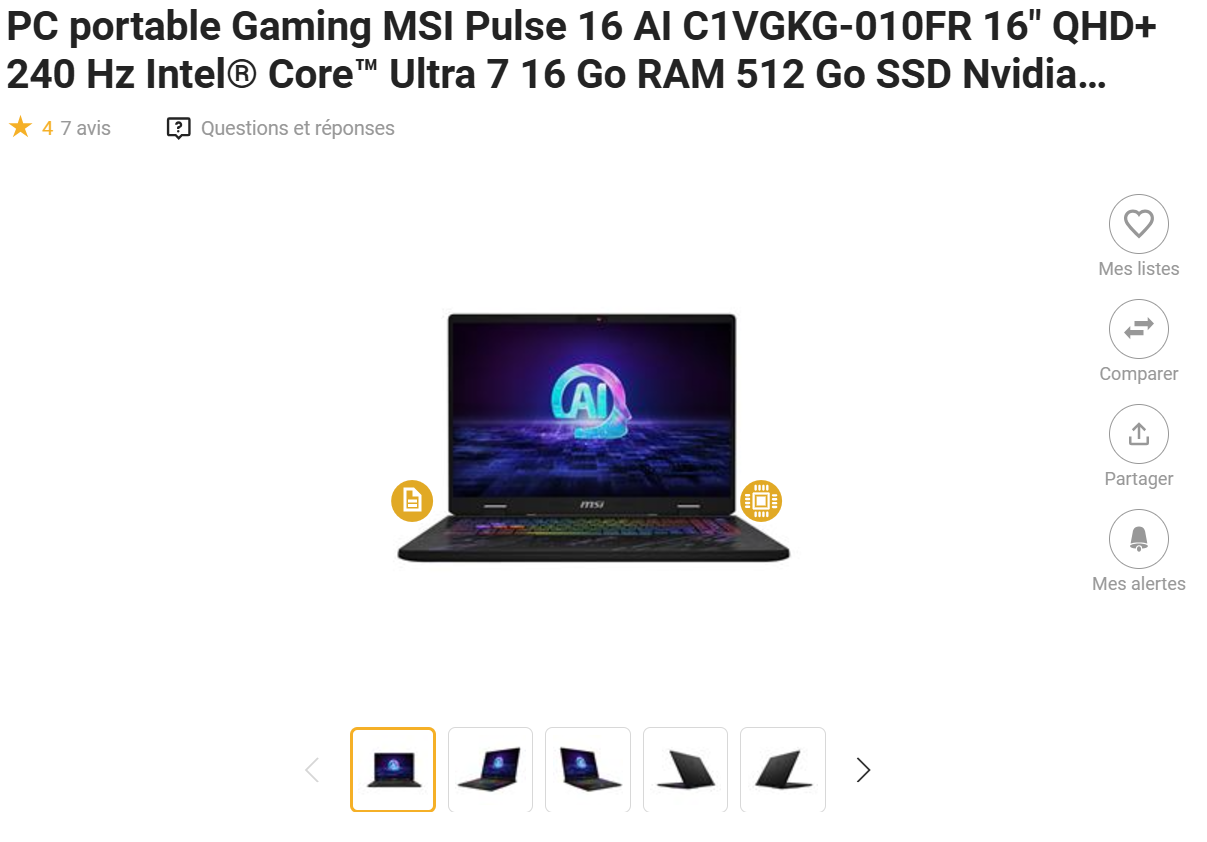 PC portable Gaming MSI Pulse 16 AI C1VGKG-010FR 16" QHD+
240 Hz Intel® Core™ Ultra 7 16 Go RAM 512 Go SSD Nvidia...
4 7 avis Questions et réponses
Mes listes
Comparer
Partager
Mes alertes
AI
msi